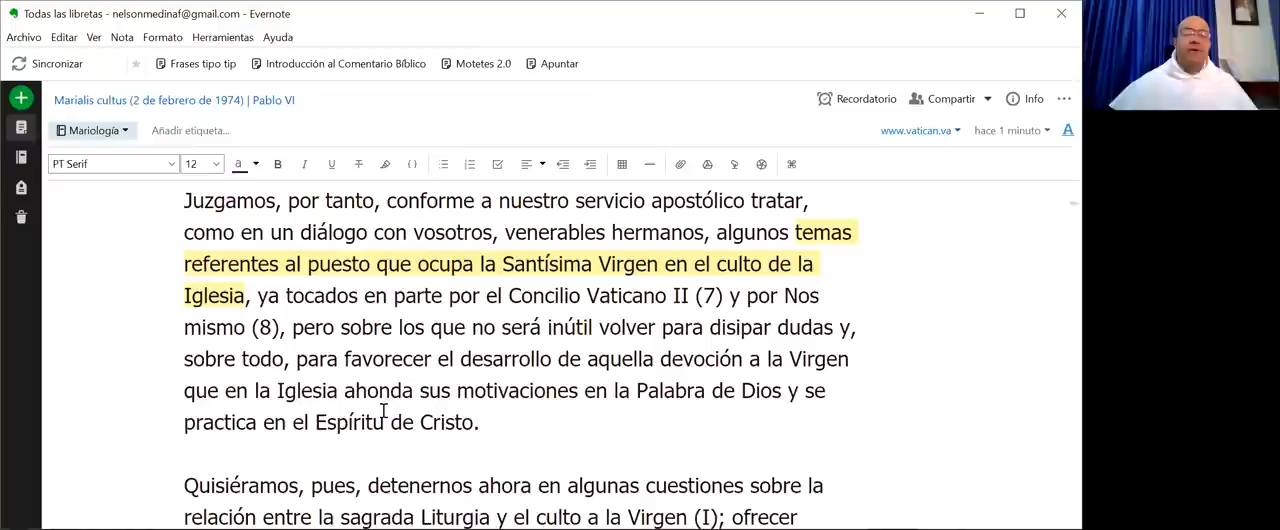 Todas las libretas - nelsonmedinaf@gmail.com - Evernote
Archivo Editar Ver Nota Formato Herramientas Ayuda
Sincronizar Frases tipo tip Introducción al Comentario Bíblico Motetes 2.0 Apuntar
Marialis cultus (2 de febrero de 1974) | Pablo VI Recordatorio Compartir Info
Mariología Añadir etiqueta... www.vatican.va hace 1 minuto A
PT Serif 12 a B I U T
Juzgamos, por tanto, conforme a nuestro servicio apostólico tratar,
como en un diálogo con vosotros, venerables hermanos, algunos temas
referentes al puesto que ocupa la Santísima Virgen en el culto de la
Iglesia, ya tocados en parte por el Concilio Vaticano II (7) y por Nos
mismo (8), pero sobre los que no será inútil volver para disipar dudas y,
sobre todo, para favorecer el desarrollo de aquella devoción a la Virgen
que en la Iglesia ahonda sus motivaciones en la Palabra de Dios y se
practica en el Espíritu de Cristo.
Quisiéramos, pues, detenernos ahora en algunas cuestiones sobre la
relación entre la sagrada Liturgia y el culto a la Virgen (I); ofrecer